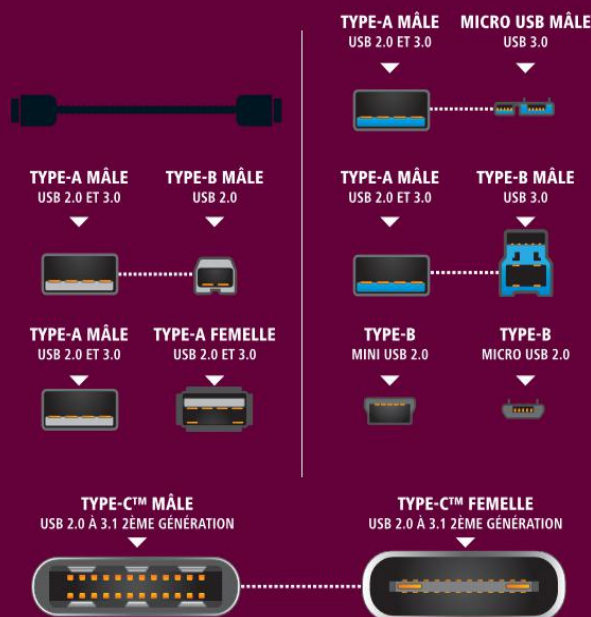 TYPE-A MÂLE
USB 2.0 ET 3.0
MICRO USB MÂLE
USB 3.0
TYPE-A MÂLE
USB 2.0 ET 3.0
TYPE-B MÂLE
USB 2.0
TYPE-A MÂLE
USB 2.0 ET 3.0
TYPE-B MÂLE
USB 3.0
TYPE-A MÂLE
USB 2.0 ET 3.0
TYPE-A FEMELLE
USB 2.0 ET 3.0
TYPE-B
MINI USB 2.0
TYPE-B
MICRO USB 2.0
TYPE-C™ MÂLE
USB 2.0 À 3.1 2ÈME GÉNÉRATION
TYPE-C™ FEMELLE
USB 2.0 À 3.1 2ÈME GÉNÉRATION